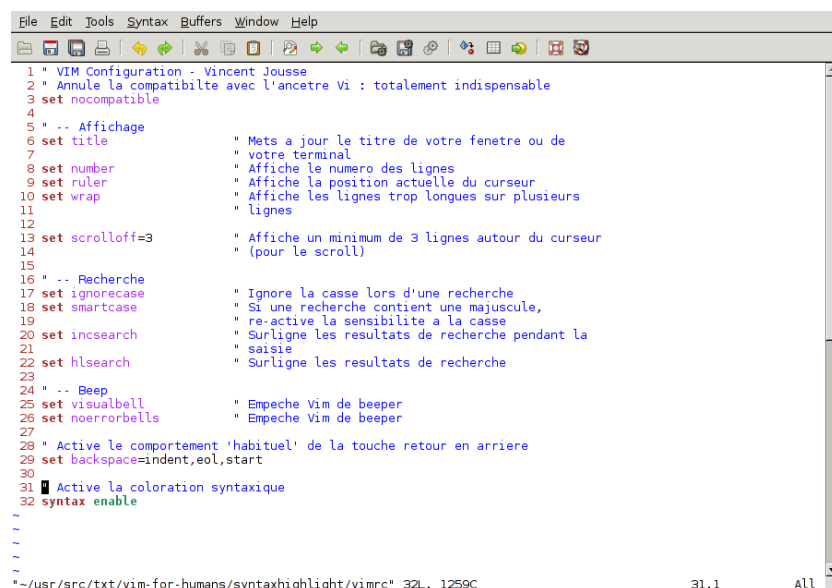 File Edit Tools Syntax Buffers Window Help
1 " VIM Configuration - Vincent Jousse
2 " Annule la compatibilte avec l'ancetre Vi : totalement indispensable
3 set nocompatible
4
5 " -- Affichage
6 set title " Mets a jour le titre de votre fenetre ou de
7 " votre terminal
8 set number " Affiche le numero des lignes
9 set ruler " Affiche la position actuelle du curseur
10 set wrap " Affiche les lignes trop longues sur plusieurs
11 " lignes
12
13 set scrolloff=3 " Affiche un minimum de 3 lignes autour du curseur
14 " (pour le scroll)
15
16 " -- Recherche
17 set ignorecase " Ignore la casse lors d'une recherche
18 set smartcase " Si une recherche contient une majuscule,
19 " re-active la sensibilite a la casse
20 set incsearch " Surligne les resultats de recherche pendant la
21 " saisie
22 set hlsearch " Surligne les resultats de recherche
23
24 " -- Beep
25 set visualbell " Empeche Vim de beeper
26 set noerrorbells " Empeche Vim de beeper
27
28 " Active le comportement 'habituel' de la touche retour en arriere
29 set backspace=indent,eol,start
30
31 " Active la coloration syntaxique
32 syntax enable
~
~
~
~
~
"~/usr/src/txt/vim-for-humans/syntaxhighlight/vimrc" 32L, 1259C 31,1 All